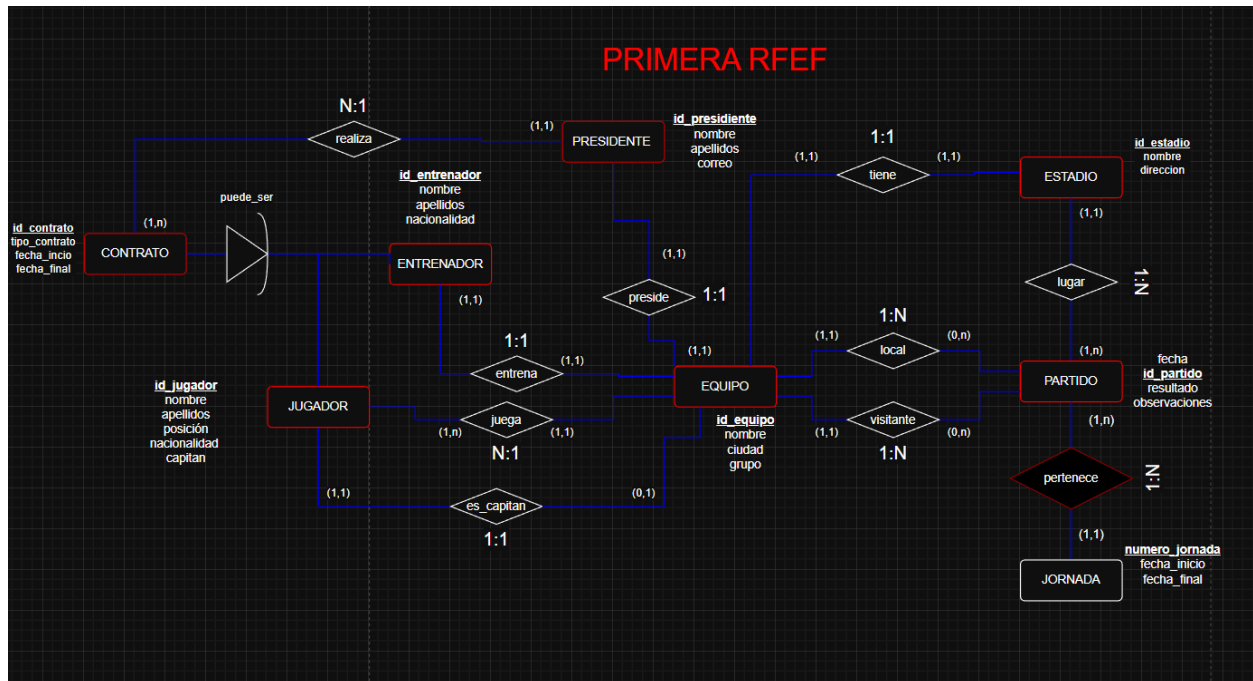 PRIMERA RFEF
N:1
realiza
(1,1)
PRESIDENTE
id_presidiente
nombre
apellidos
correo
1:1
(1,1)
tiene
(1,1)
ESTADIO
id_estadio
nombre
direccion
puede_ser
id_entrenador
nombre
apellidos
nacionalidad
(1,n)
id_contrato
tipo_contrato
fecha_incio
fecha_final
CONTRATO
ENTRENADOR
(1,1)
(1,1)
preside
1:1
(1,1)
(1,1)
lugar
1:N
(1,n)
1:1
entrena
(1,1)
1:N
(1,1)
local
(0,n)
EQUIPO
PARTIDO
fecha
id_partido
resultado
observaciones
id_jugador
nombre
apellidos
posición
nacionalidad
capitan
JUGADOR
(1,n)
juega
(1,1)
N:1
id_equipo
nombre
ciudad
grupo
(1,1)
visitante
(0,n)
1:N
(1,n)
pertenece
1:N
(1,1)
es_capitan
(0,1)
1:1
(1,1)
JORNADA
numero_jornada
fecha_inicio
fecha_final